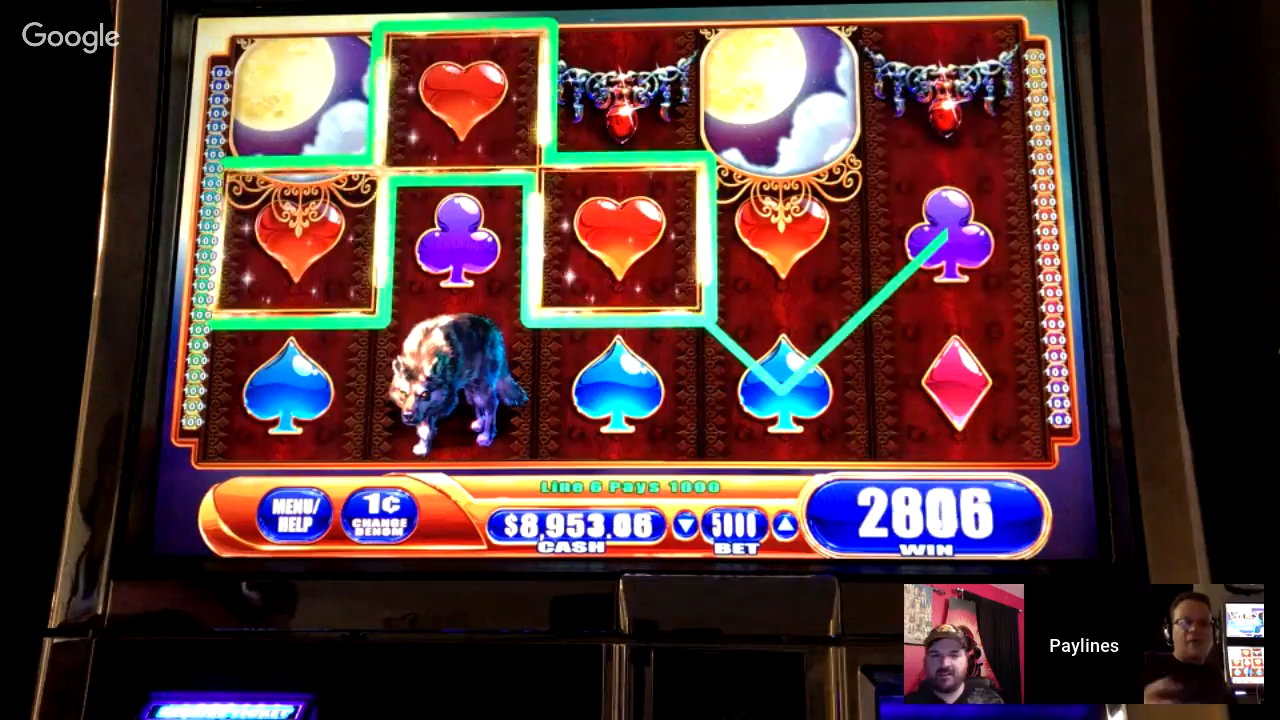 Google
Line 6 Pays 1000
MENU/
HELP
1¢
CHANGE
DENOM
$8,953.06
CASH
5000
BET
2806
WIN
Paylines